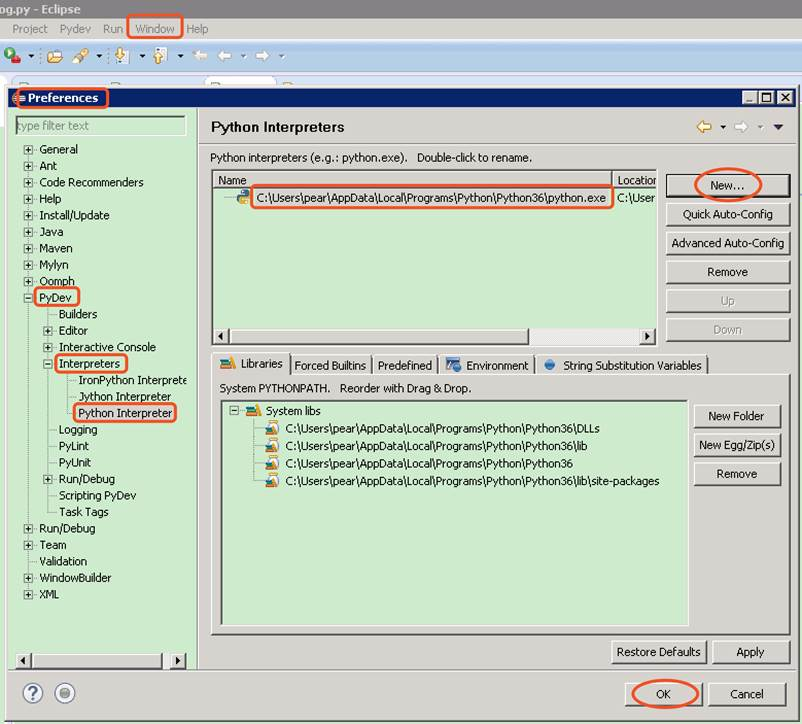 og.py - Eclipse
Project Pydev Run Window Help
Preferences
type filter text
General
Ant
Code Recommenders
Help
Install/Update
Java
Maven
Mylyn
Oomph
PyDev
Builders
Editor
Interactive Console
Interpreters
IronPython Interprete
Jython Interpreter
Python Interpreter
Logging
PyLint
PyUnit
Run/Debug
Scripting PyDev
Task Tags
Run/Debug
Team
Validation
WindowBuilder
XML
Python Interpreters
Python interpreters (e.g.: python.exe). Double-click to rename.
Name Location
C:\Users\pear\AppData\Local\Programs\Python\Python36\python.exe C:\User
New...
Quick Auto-Config
Advanced Auto-Config
Remove
Up
Down
Libraries Forced Builtins Predefined Environment String Substitution Variables
System PYTHONPATH. Reorder with Drag & Drop.
System libs
C:\Users\pear\AppData\Local\Programs\Python\Python36\DLLs
C:\Users\pear\AppData\Local\Programs\Python\Python36\lib
C:\Users\pear\AppData\Local\Programs\Python\Python36
C:\Users\pear\AppData\Local\Programs\Python\Python36\lib\site-packages
New Folder
New Egg/Zip(s)
Remove
Restore Defaults Apply
OK Cancel